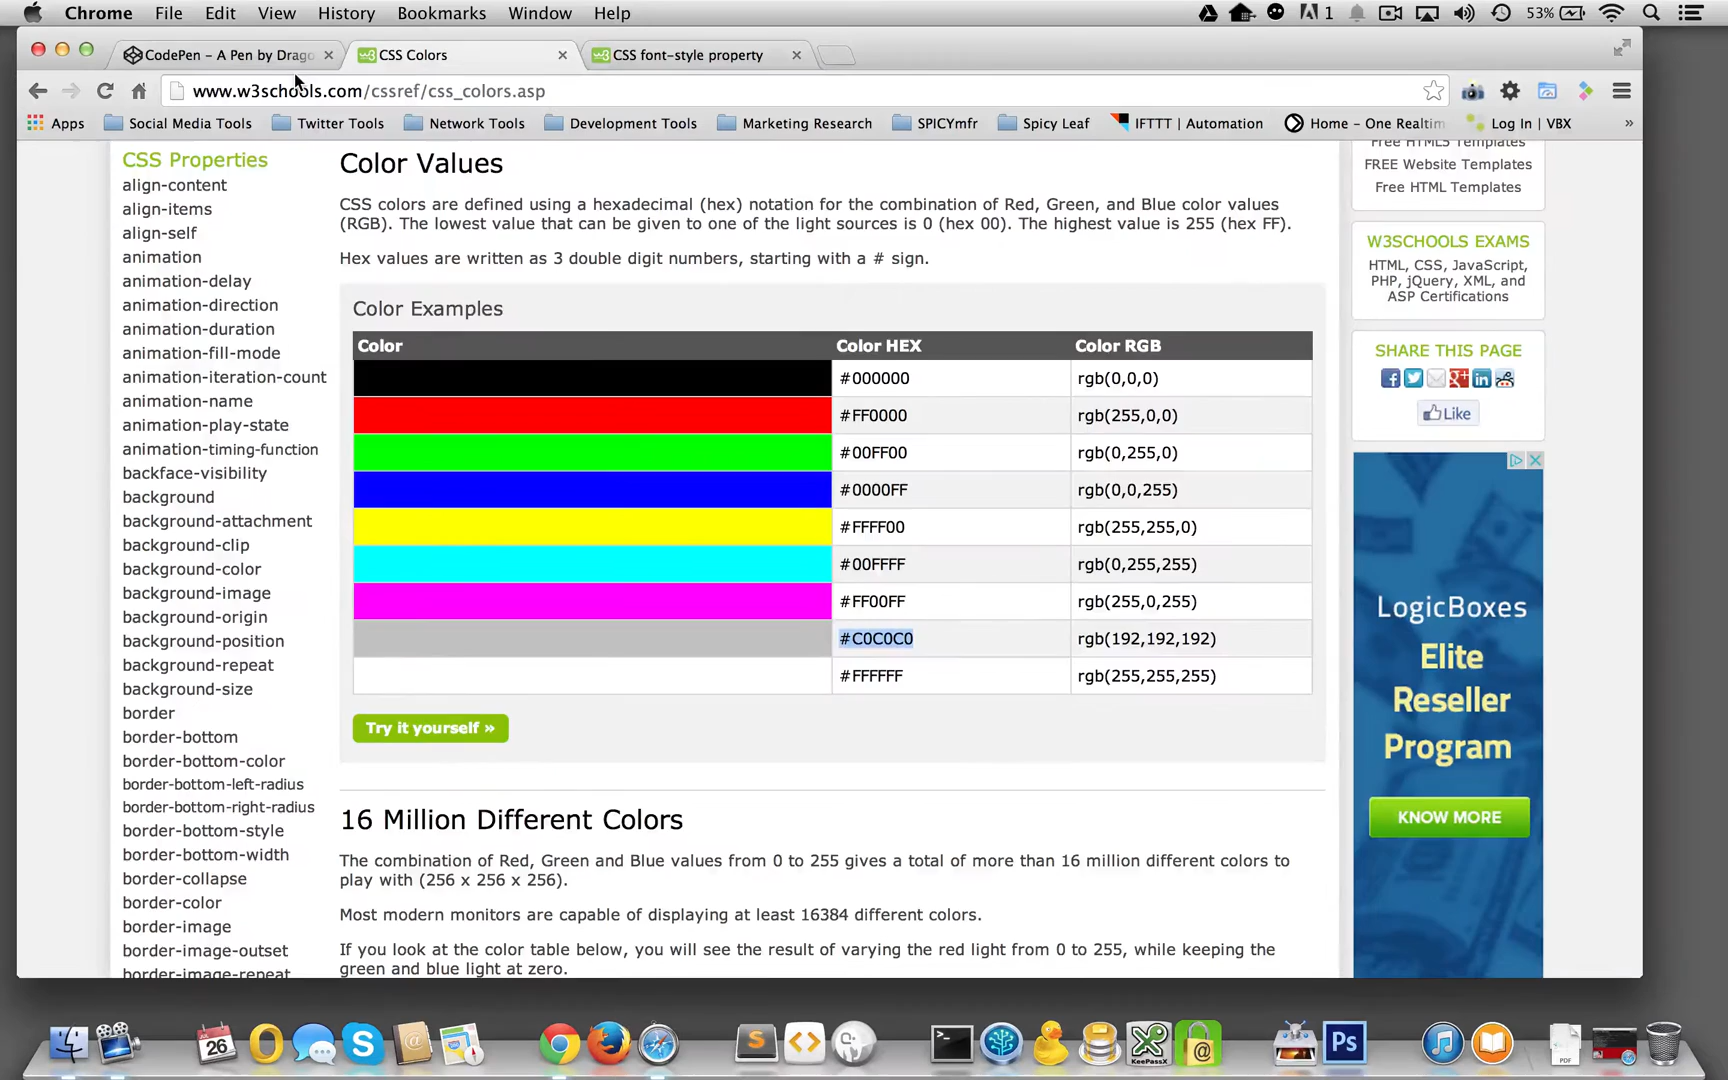 Chrome File Edit View History Bookmarks Window Help 1 53%
CodePen - A Pen by Drago CSS Colors CSS font-style property
www.w3schools.com/cssref/css_colors.asp
Apps Social Media Tools Twitter Tools Network Tools Development Tools Marketing Research SPICYmfr Spicy Leaf IFTTT | Automation Home - One Realtim Log In | VBX »
CSS Properties
align-content
align-items
align-self
animation
animation-delay
animation-direction
animation-duration
animation-fill-mode
animation-iteration-count
animation-name
animation-play-state
animation-timing-function
backface-visibility
background
background-attachment
background-clip
background-color
background-image
background-origin
background-position
background-repeat
background-size
border
border-bottom
border-bottom-color
border-bottom-left-radius
border-bottom-right-radius
border-bottom-style
border-bottom-width
border-collapse
border-color
border-image
border-image-outset
border-image-repeat
Color Values
CSS colors are defined using a hexadecimal (hex) notation for the combination of Red, Green, and Blue color values
(RGB). The lowest value that can be given to one of the light sources is 0 (hex 00). The highest value is 255 (hex FF).
Hex values are written as 3 double digit numbers, starting with a # sign.
Color Examples
Color Color HEX Color RGB
#000000 rgb(0,0,0)
#FF0000 rgb(255,0,0)
#00FF00 rgb(0,255,0)
#0000FF rgb(0,0,255)
#FFFF00 rgb(255,255,0)
#00FFFF rgb(0,255,255)
#FF00FF rgb(255,0,255)
#C0C0C0 rgb(192,192,192)
#FFFFFF rgb(255,255,255)
Try it yourself »
16 Million Different Colors
The combination of Red, Green and Blue values from 0 to 255 gives a total of more than 16 million different colors to
play with (256 x 256 x 256).
Most modern monitors are capable of displaying at least 16384 different colors.
If you look at the color table below, you will see the result of varying the red light from 0 to 255, while keeping the
green and blue light at zero.
Free HTML5 Templates
FREE Website Templates
Free HTML Templates
W3SCHOOLS EXAMS
HTML, CSS, JavaScript,
PHP, jQuery, XML, and
ASP Certifications
SHARE THIS PAGE
Like
LogicBoxes
Elite
Reseller
Program
KNOW MORE
26
S
@
KeePassX
Ps
PDF